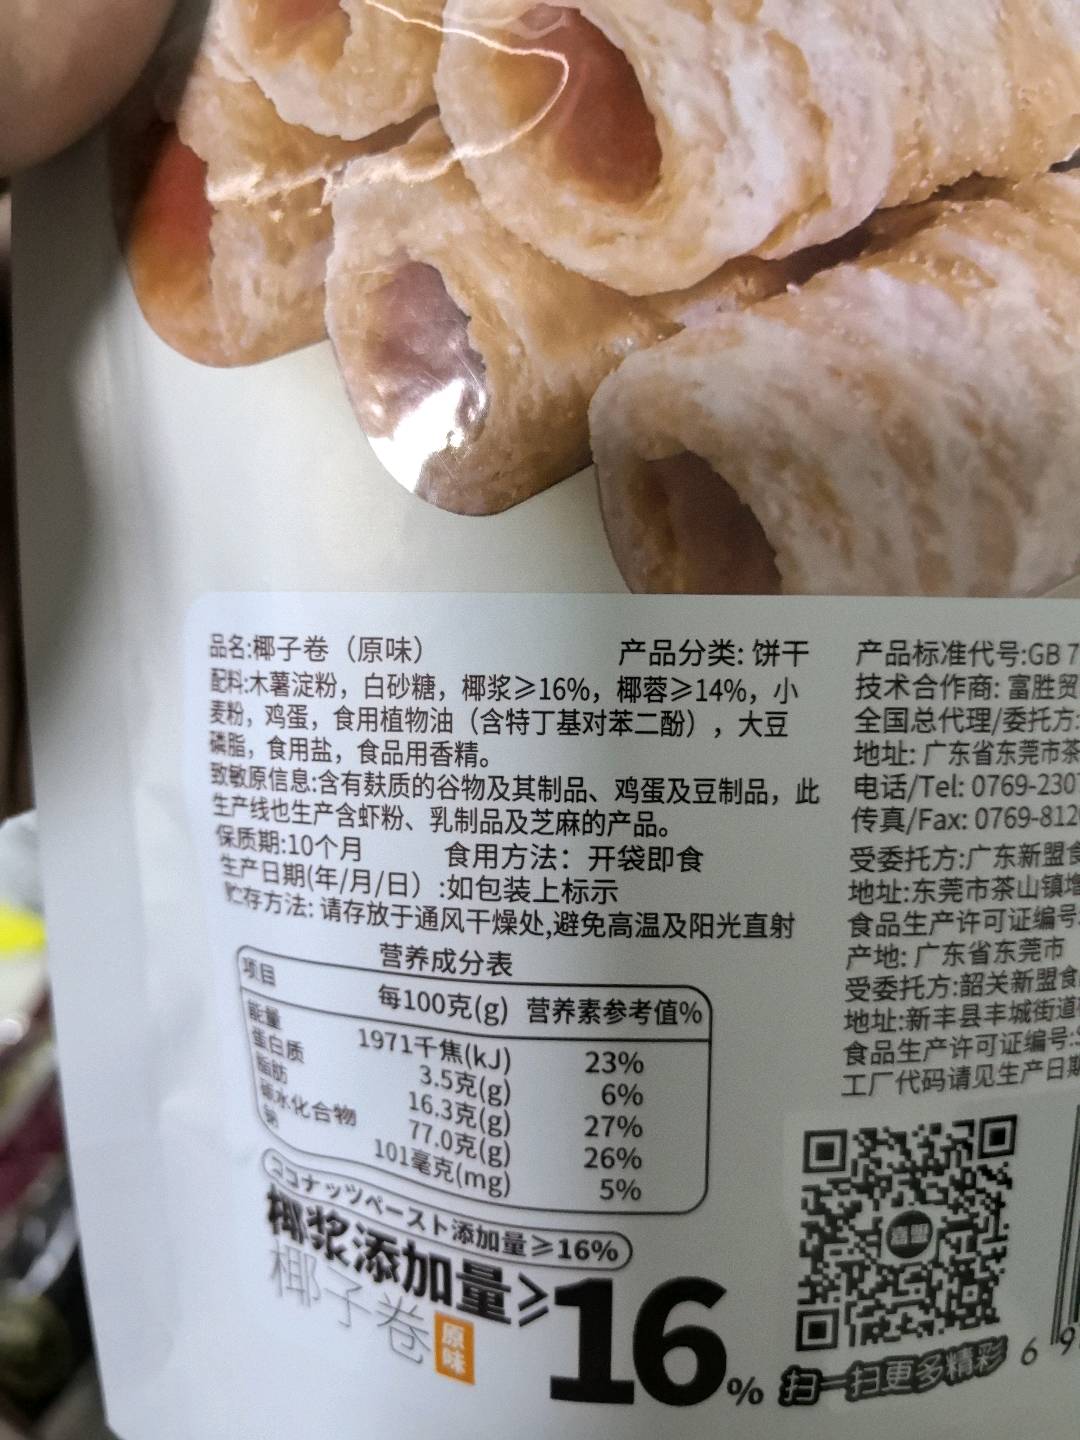 品名:椰子卷（原味） 产品分类: 饼干
配料:木薯淀粉，白砂糖，椰浆≥16%，椰蓉≥14%，小
麦粉，鸡蛋，食用植物油（含特丁基对苯二酚），大豆
磷脂，食用盐，食品用香精。
致敏原信息:含有麸质的谷物及其制品、鸡蛋及豆制品，此
生产线也生产含虾粉、乳制品及芝麻的产品。
保质期:10个月 食用方法：开袋即食
生产日期(年/月/日）:如包装上标示
贮存方法: 请存放于通风干燥处,避免高温及阳光直射
营养成分表
项目 每100克(g) 营养素参考值%
能量 1971千焦(kJ) 23%
蛋白质 3.5克(g) 6%
脂肪 16.3克(g) 27%
碳水化合物 77.0克(g) 26%
钠 101毫克(mg) 5%
ココナッツペースト添加量≥16%
椰浆添加量≥16%
椰子卷 原味
产品标准代号:GB 7
技术合作商: 富胜贸
全国总代理/委托方:
地址: 广东省东莞市茶
电话/Tel: 0769-230
传真/Fax: 0769-812
受委托方:广东新盟食
地址:东莞市茶山镇增
食品生产许可证编号:
产地: 广东省东莞市
受委托方:韶关新盟食
地址:新丰县丰城街道
食品生产许可证编号:
工厂代码请见生产日期
扫一扫更多精彩
6 9